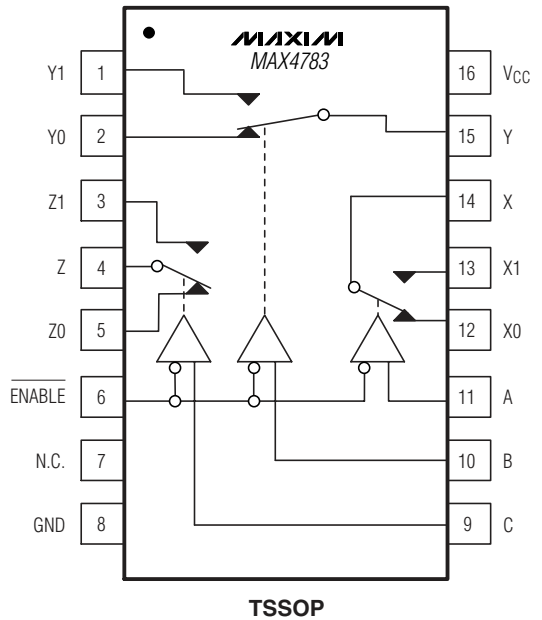 MAXIM
MAX4783
Y1 1
16 VCC
Y0 2
15 Y
Z1 3
14 X
Z 4
13 X1
Z0 5
12 X0
ENABLE 6
11 A
N.C. 7
10 B
GND 8
9 C
TSSOP